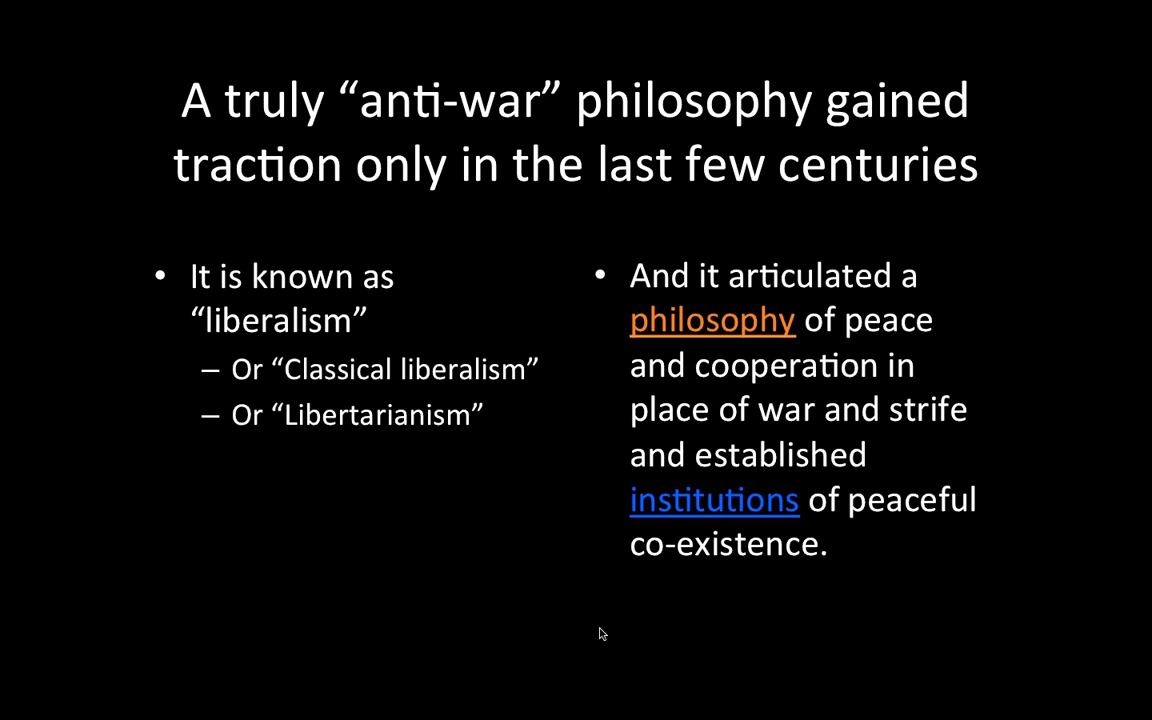 A truly “anti-war” philosophy gained
traction only in the last few centuries
• It is known as
“liberalism”
– Or “Classical liberalism”
– Or “Libertarianism”
• And it articulated a
philosophy of peace
and cooperation in
place of war and strife
and established
institutions of peaceful
co-existence.